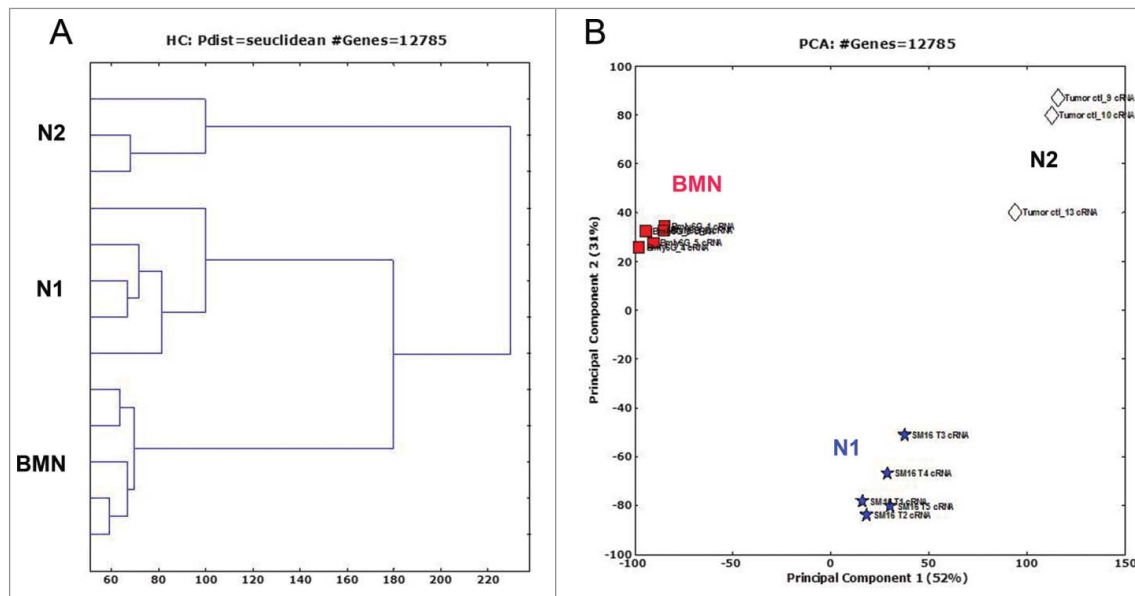 A
HC: Pdist=seuclidean #Genes=12785
N2
N1
BMN
60 80 100 120 140 160 180 200 220
B
PCA: #Genes=12785
Principal Component 2 (31%)
100
80
60
40
20
0
-20
-40
-60
-80
-100
Tumor ctl_9 cRNA
Tumor ctl_10 cRNA
N2
BMN
Tumor ctl_13 cRNA
SM16 T3 cRNA
N1
SM16 T4 cRNA
SM16 T1 cRNA
SM16 T5 cRNA
SM16 T2 cRNA
-100 -50 0 50 100 150
Principal Component 1 (52%)